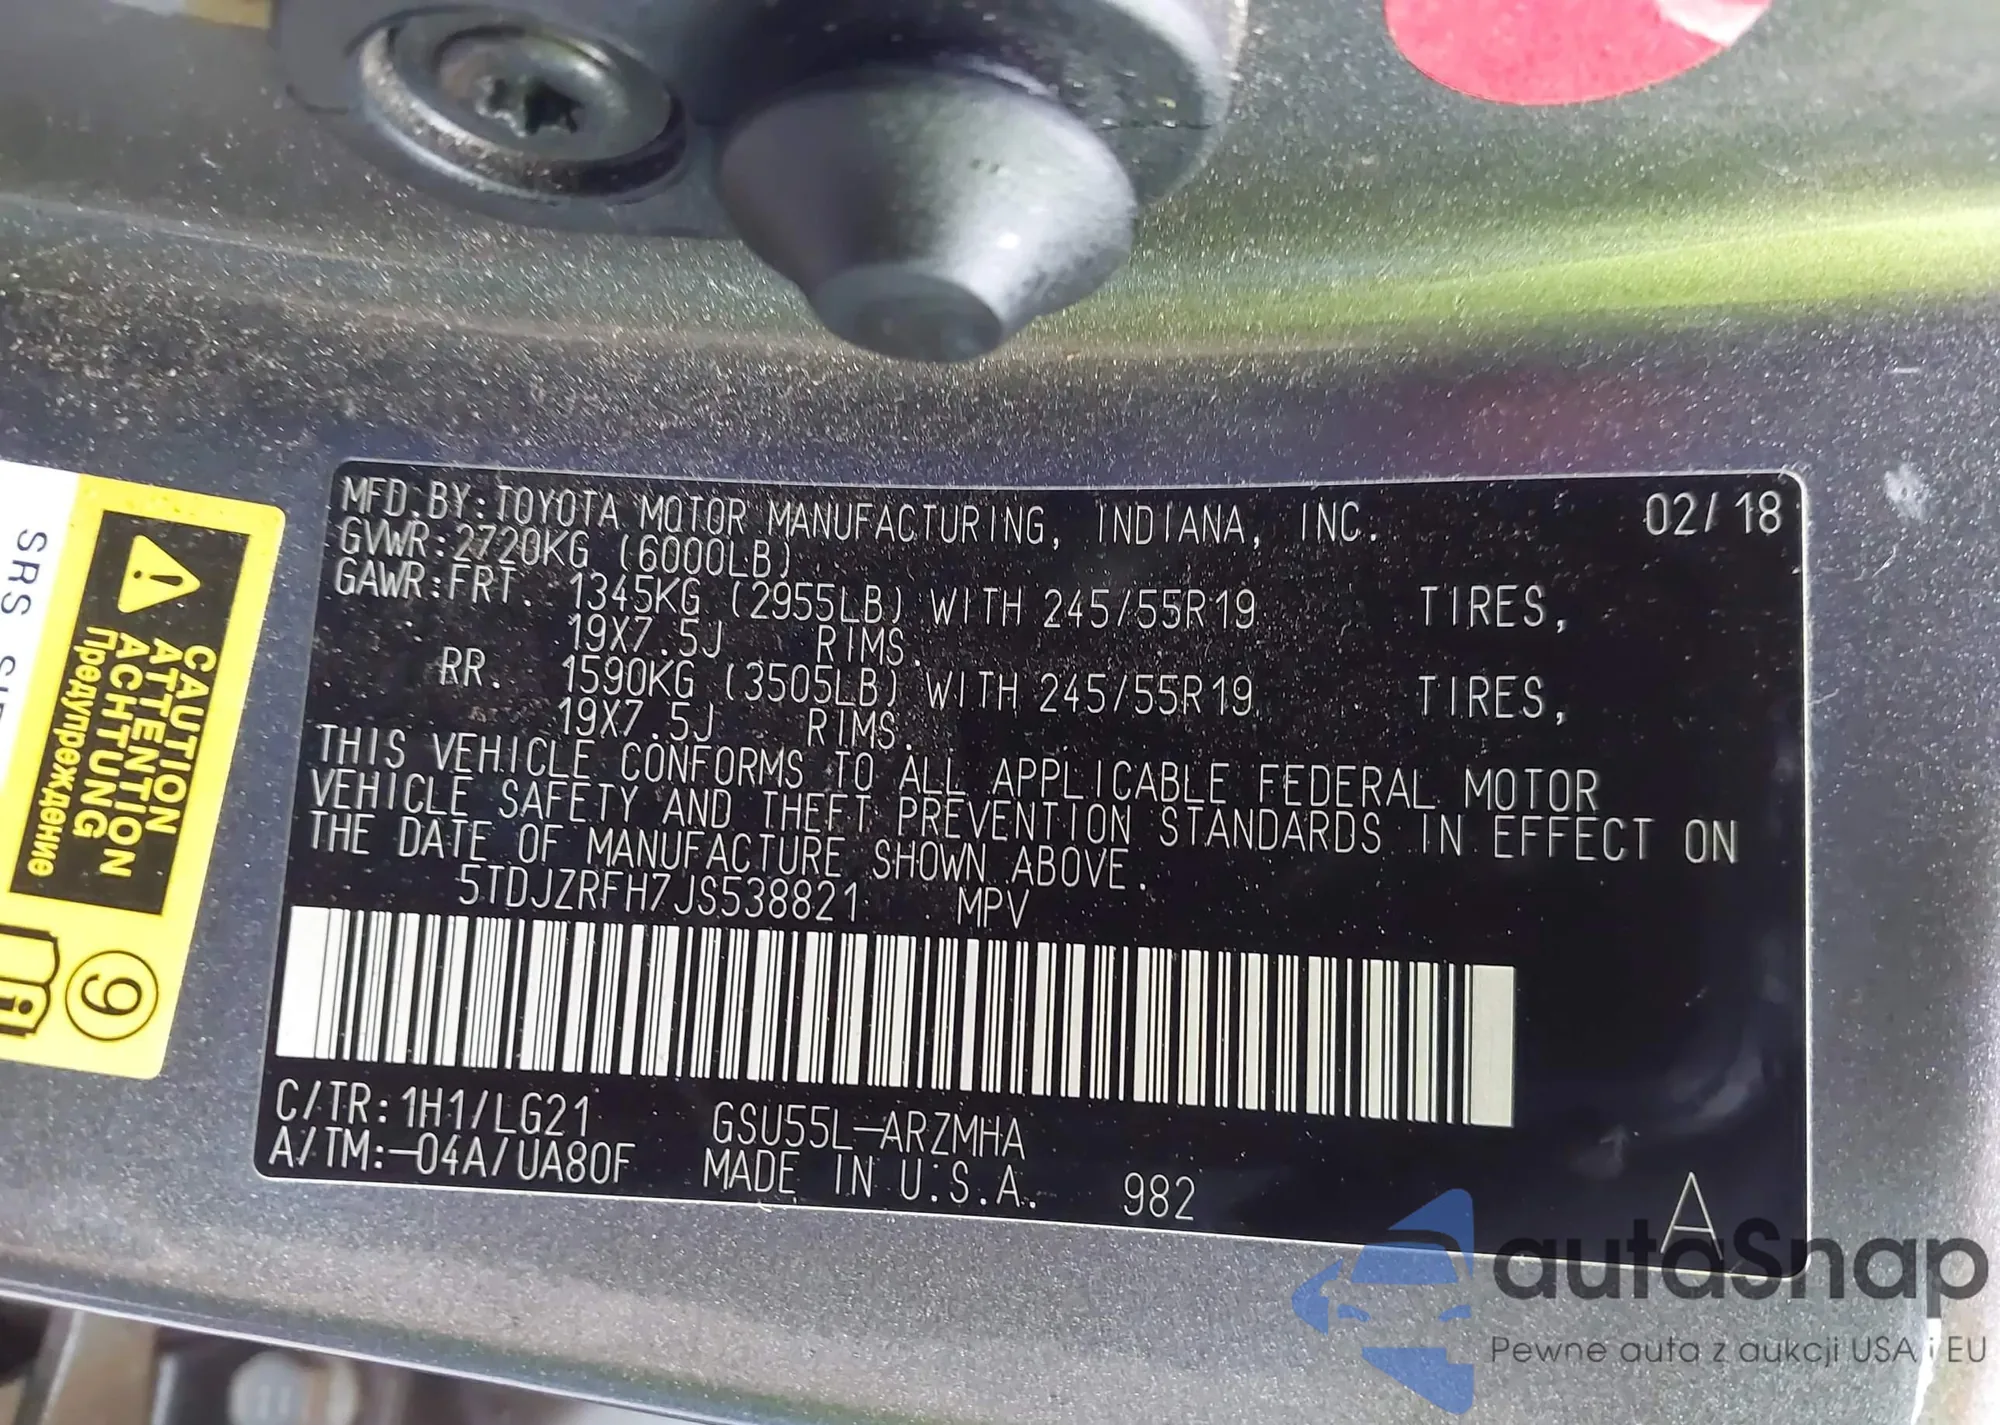 MFD.BY:TOYOTA MOTOR MANUFACTURING, INDIANA, INC. 02/18
GVWR:2720KG (6000LB)
GAWR:FRT. 1345KG (2955LB) WITH 245/55R19 TIRES,
19X7.5J RIMS.
RR. 1590KG (3505LB) WITH 245/55R19 TIRES,
19X7.5J RIMS.
THIS VEHICLE CONFORMS TO ALL APPLICABLE FEDERAL MOTOR
VEHICLE SAFETY AND THEFT PREVENTION STANDARDS IN EFFECT ON
THE DATE OF MANUFACTURE SHOWN ABOVE.
5TDJZRFH7JS538821 MPV
C/TR:1H1/LG21 GSU55L-ARZMHA
A/TM:-04A/UA80F MADE IN U.S.A. 982 A
CAUTION
ATTENTION
ACHTUNG
Предупреждение
SRS
9
autaSnap
Pewne auta z aukcji USA i EU